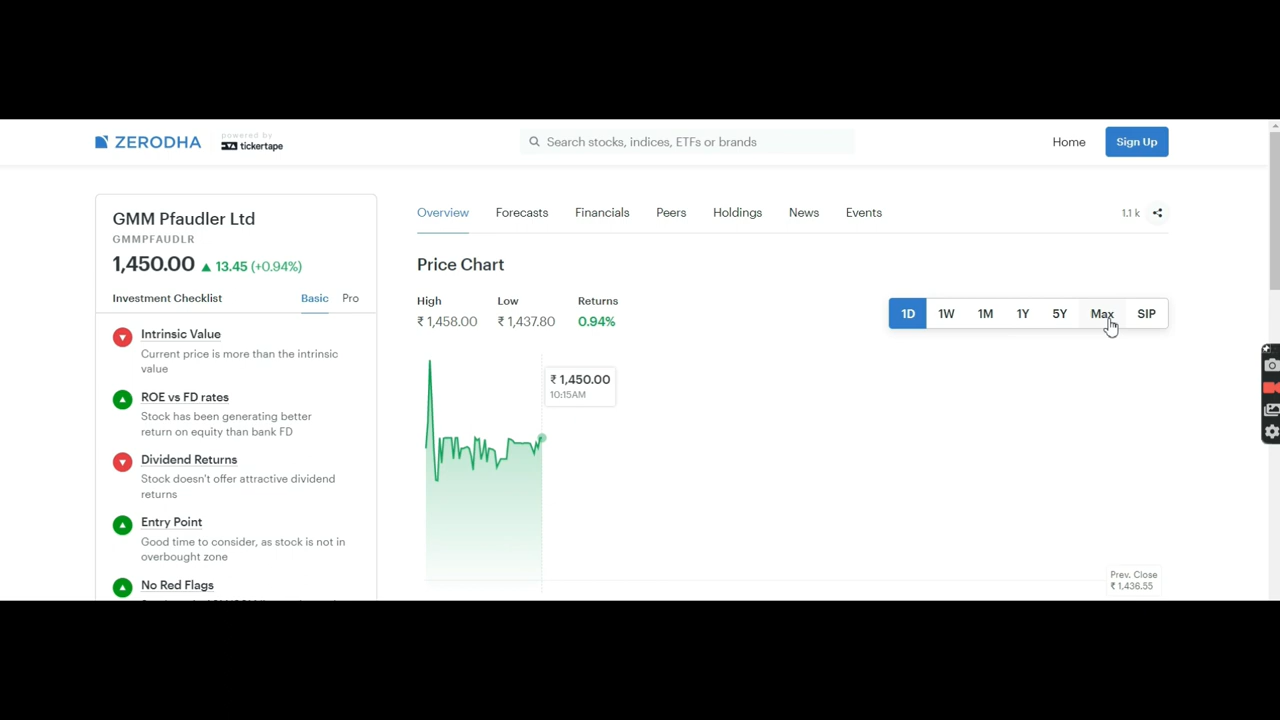 ZERODHA
powered by
tickertape
Search stocks, indices, ETFs or brands
Home
Sign Up
GMM Pfaudler Ltd
GMMPFAUDLR
1,450.00 13.45 (+0.94%)
Investment Checklist
Basic
Pro
Intrinsic Value
Current price is more than the intrinsic
value
ROE vs FD rates
Stock has been generating better
return on equity than bank FD
Dividend Returns
Stock doesn't offer attractive dividend
returns
Entry Point
Good time to consider, as stock is not in
overbought zone
No Red Flags
Overview
Forecasts
Financials
Peers
Holdings
News
Events
1.1 k
Price Chart
High
Low
Returns
₹ 1,458.00
₹ 1,437.80
0.94%
1D
1W
1M
1Y
5Y
Max
SIP
₹ 1,450.00
10:15AM
Prev. Close
₹ 1,436.55